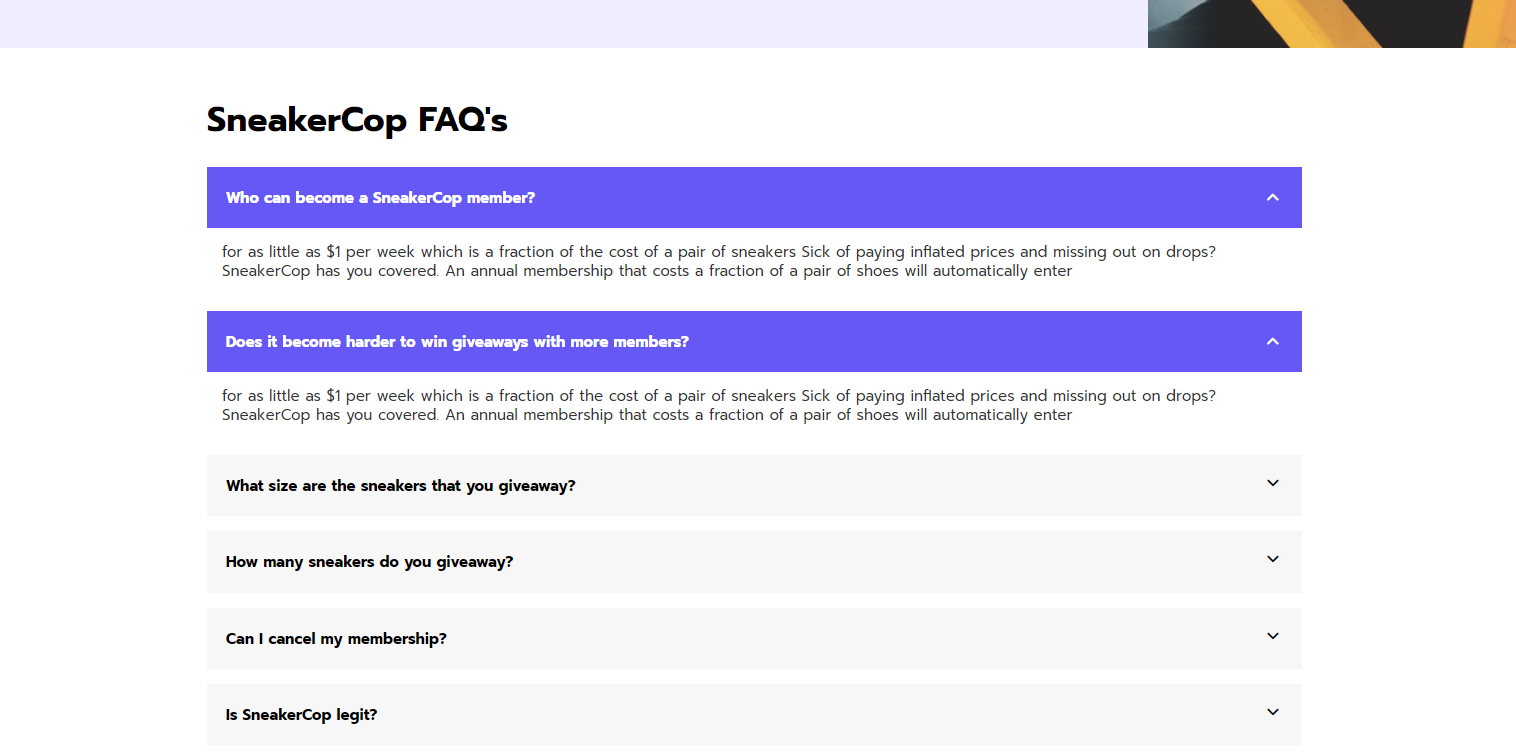 SneakerCop FAQ's
Who can become a SneakerCop member?
for as little as $1 per week which is a fraction of the cost of a pair of sneakers Sick of paying inflated prices and missing out on drops?
SneakerCop has you covered. An annual membership that costs a fraction of a pair of shoes will automatically enter
Does it become harder to win giveaways with more members?
for as little as $1 per week which is a fraction of the cost of a pair of sneakers Sick of paying inflated prices and missing out on drops?
SneakerCop has you covered. An annual membership that costs a fraction of a pair of shoes will automatically enter
What size are the sneakers that you giveaway?
How many sneakers do you giveaway?
Can I cancel my membership?
Is SneakerCop legit?